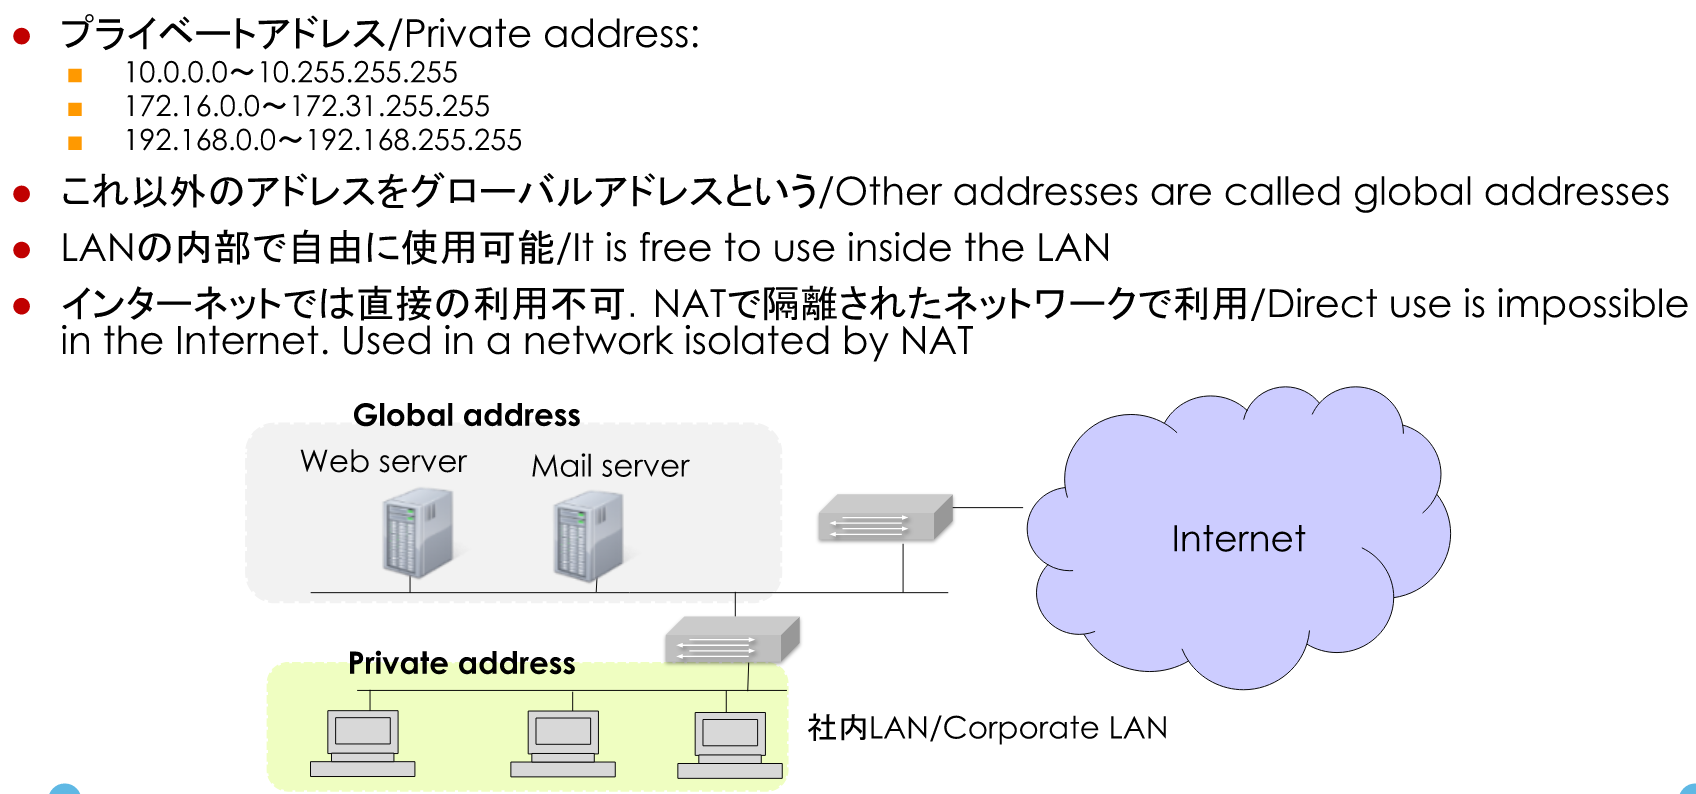 プライベートアドレス/Private address:
10.0.0.0～10.255.255.255
172.16.0.0～172.31.255.255
192.168.0.0～192.168.255.255
これ以外のアドレスをグローバルアドレスという/Other addresses are called global addresses
LANの内部で自由に使用可能/It is free to use inside the LAN
インターネットでは直接の利用不可．NATで隔離されたネットワークで利用/Direct use is impossible
in the Internet. Used in a network isolated by NAT
Global address
Web server
Mail server
Internet
Private address
社内LAN/Corporate LAN